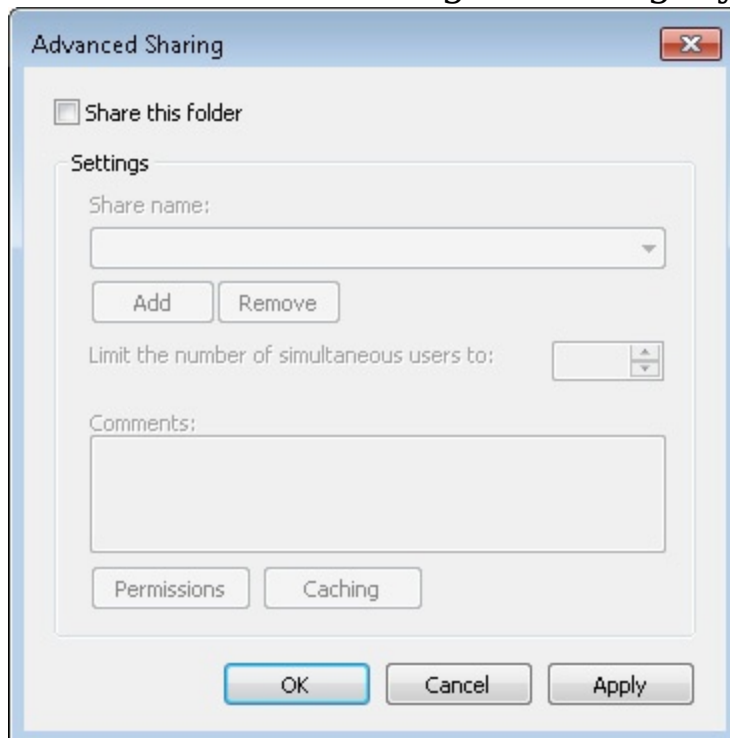 Advanced Sharing
Share this folder
Settings
Share name:
Add Remove
Limit the number of simultaneous users to:
Comments:
Permissions Caching
OK Cancel Apply